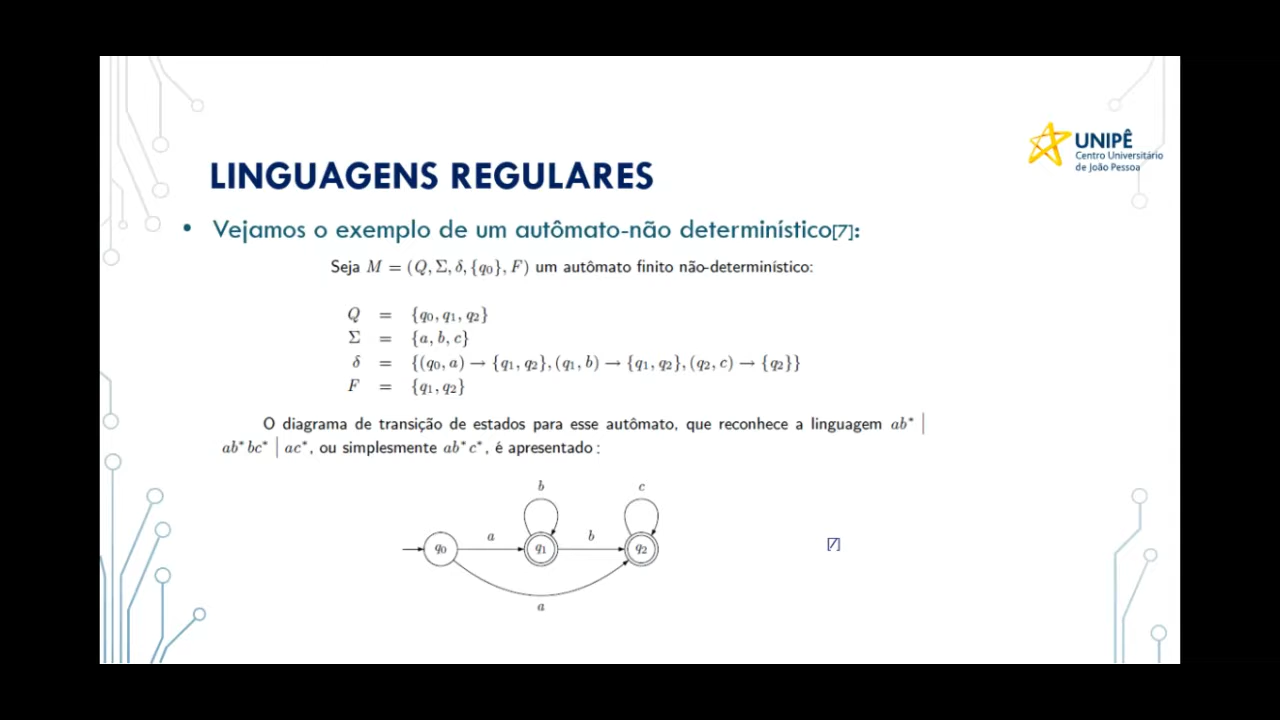 UNIPÊ
Centro Universitário
de João Pessoa
LINGUAGENS REGULARES
• Vejamos o exemplo de um autômato-não determinístico[7]:
Seja M = (Q, Σ, δ, {q₀}, F) um autômato finito não-determinístico:
Q = {q₀, q₁, q₂}
Σ = {a, b, c}
δ = {(q₀, a) → {q₁, q₂}, (q₁, b) → {q₁, q₂}, (q₂, c) → {q₂}}
F = {q₁, q₂}
O diagrama de transição de estados para esse autômato, que reconhece a linguagem ab* |
ab*bc* | ac*, ou simplesmente ab*c*, é apresentado :
b c
a b
q₀ q₁ q₂
[7]
a